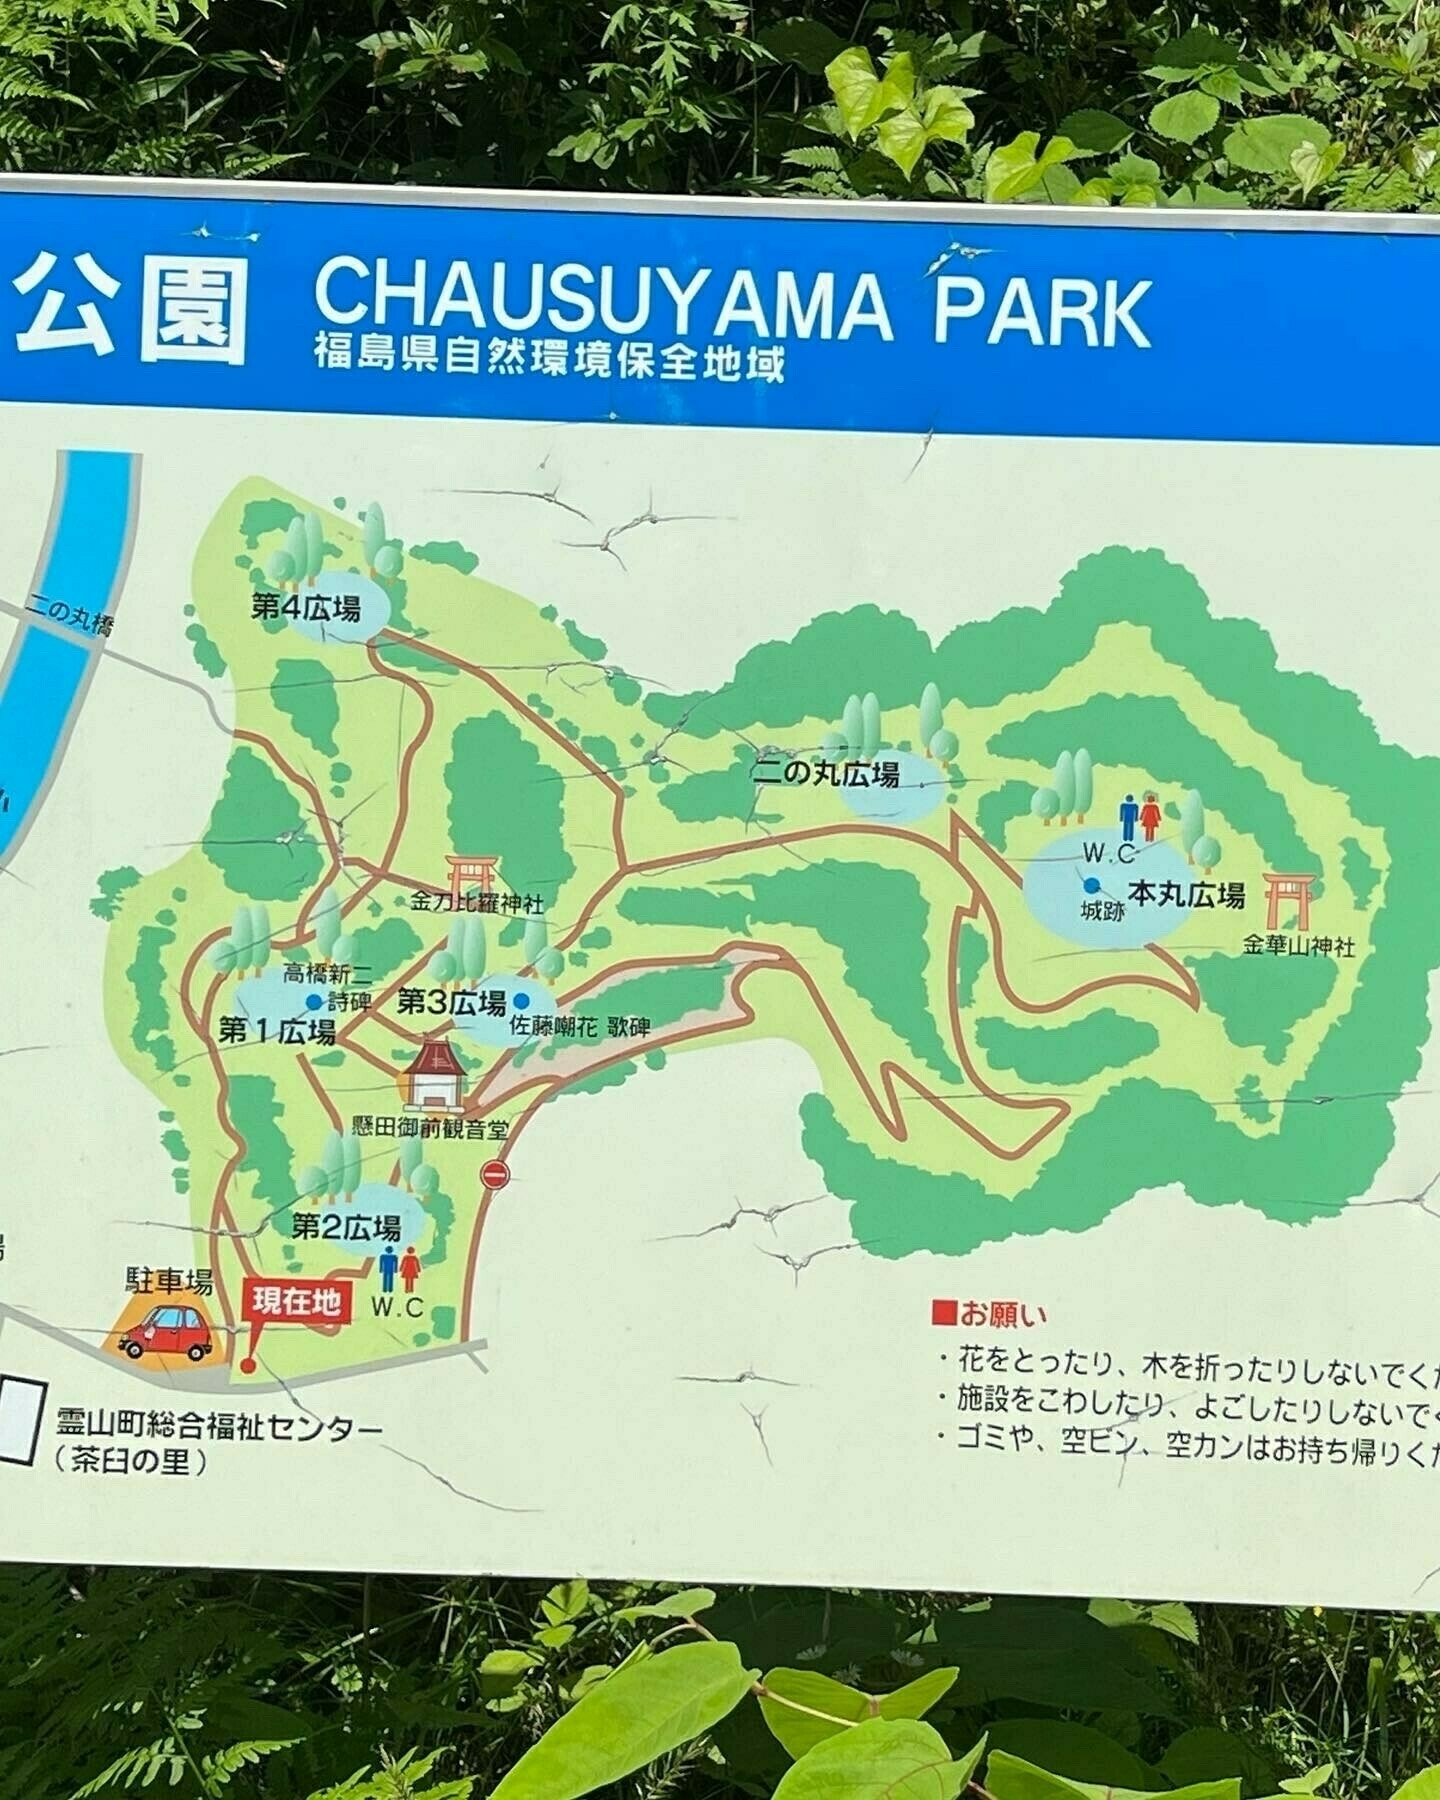 公園 CHAUSUYAMA PARK
福島県自然環境保全地域
二の丸橋
第4広場
二の丸広場
W.C
城跡
本丸広場
金華山神社
金刀比羅神社
高橋新二
詩碑
第1広場
第3広場
佐藤嘲花 歌碑
懸田御前観音堂
第2広場
W.C
駐車場
現在地
霊山町総合福祉センター
(茶臼の里)
■お願い
・花をとったり、木を折ったりしないでくだ
・施設をこわしたり、よごしたりしないで
・ゴミや、空ビン、空カンはお持ち帰りくだ